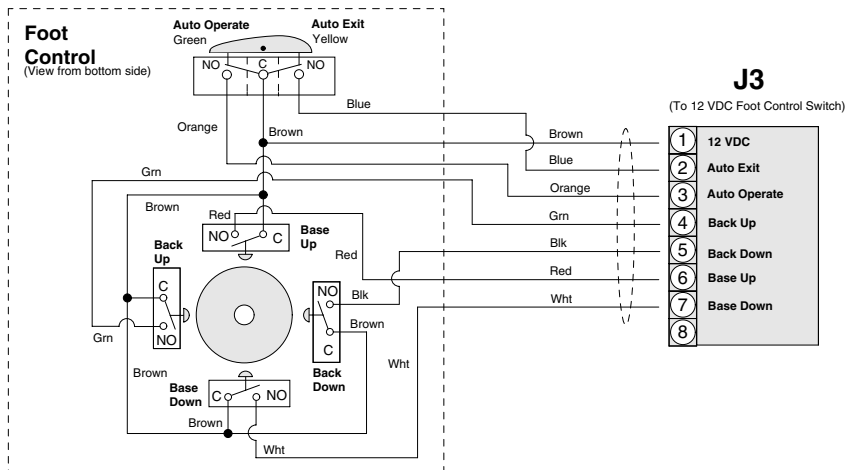 Foot
Control
(View from bottom side)
Auto Operate
Green
Auto Exit
Yellow
NO
C
NO
Blue
Orange
Brown
Grn
Brown
Red
NO
C
Base
Up
Back
Up
C
NO
Grn
Red
NO
C
Blk
Brown
Back
Down
Brown
Base
Down
C
NO
Brown
Wht
Wht
Brown
Blue
Orange
Grn
Blk
Red
Wht
J3
(To 12 VDC Foot Control Switch)
1 12 VDC
2 Auto Exit
3 Auto Operate
4 Back Up
5 Back Down
6 Base Up
7 Base Down
8